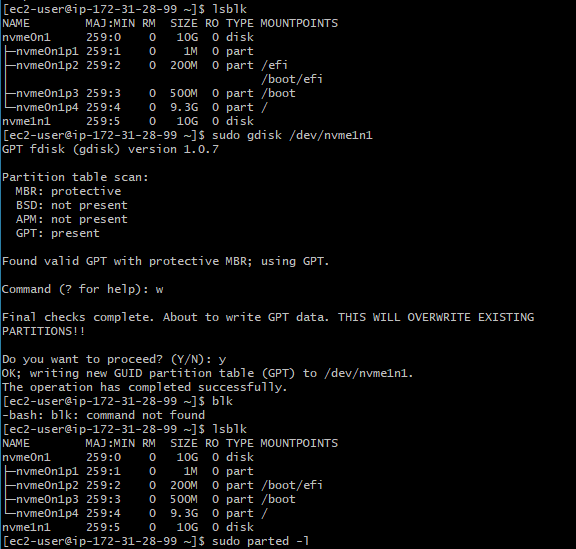 [ec2-user@ip-172-31-28-99 ~]$ lsblk
NAME        MAJ:MIN RM  SIZE RO TYPE MOUNTPOINTS
nvme0n1     259:0    0   10G  0 disk
├─nvme0n1p1 259:1    0    1M  0 part
├─nvme0n1p2 259:2    0  200M  0 part /efi
│                                    /boot/efi
├─nvme0n1p3 259:3    0  500M  0 part /boot
└─nvme0n1p4 259:4    0  9.3G  0 part /
nvme1n1     259:5    0   10G  0 disk
[ec2-user@ip-172-31-28-99 ~]$ sudo gdisk /dev/nvme1n1
GPT fdisk (gdisk) version 1.0.7
Partition table scan:
  MBR: protective
  BSD: not present
  APM: not present
  GPT: present
Found valid GPT with protective MBR; using GPT.
Command (? for help): w
Final checks complete. About to write GPT data. THIS WILL OVERWRITE EXISTING
PARTITIONS!!
Do you want to proceed? (Y/N): y
OK; writing new GUID partition table (GPT) to /dev/nvme1n1.
The operation has completed successfully.
[ec2-user@ip-172-31-28-99 ~]$ blk
-bash: blk: command not found
[ec2-user@ip-172-31-28-99 ~]$ lsblk
NAME        MAJ:MIN RM  SIZE RO TYPE MOUNTPOINTS
nvme0n1     259:0    0   10G  0 disk
├─nvme0n1p1 259:1    0    1M  0 part
├─nvme0n1p2 259:2    0  200M  0 part /boot/efi
├─nvme0n1p3 259:3    0  500M  0 part /boot
└─nvme0n1p4 259:4    0  9.3G  0 part /
nvme1n1     259:5    0   10G  0 disk
[ec2-user@ip-172-31-28-99 ~]$ sudo parted -l